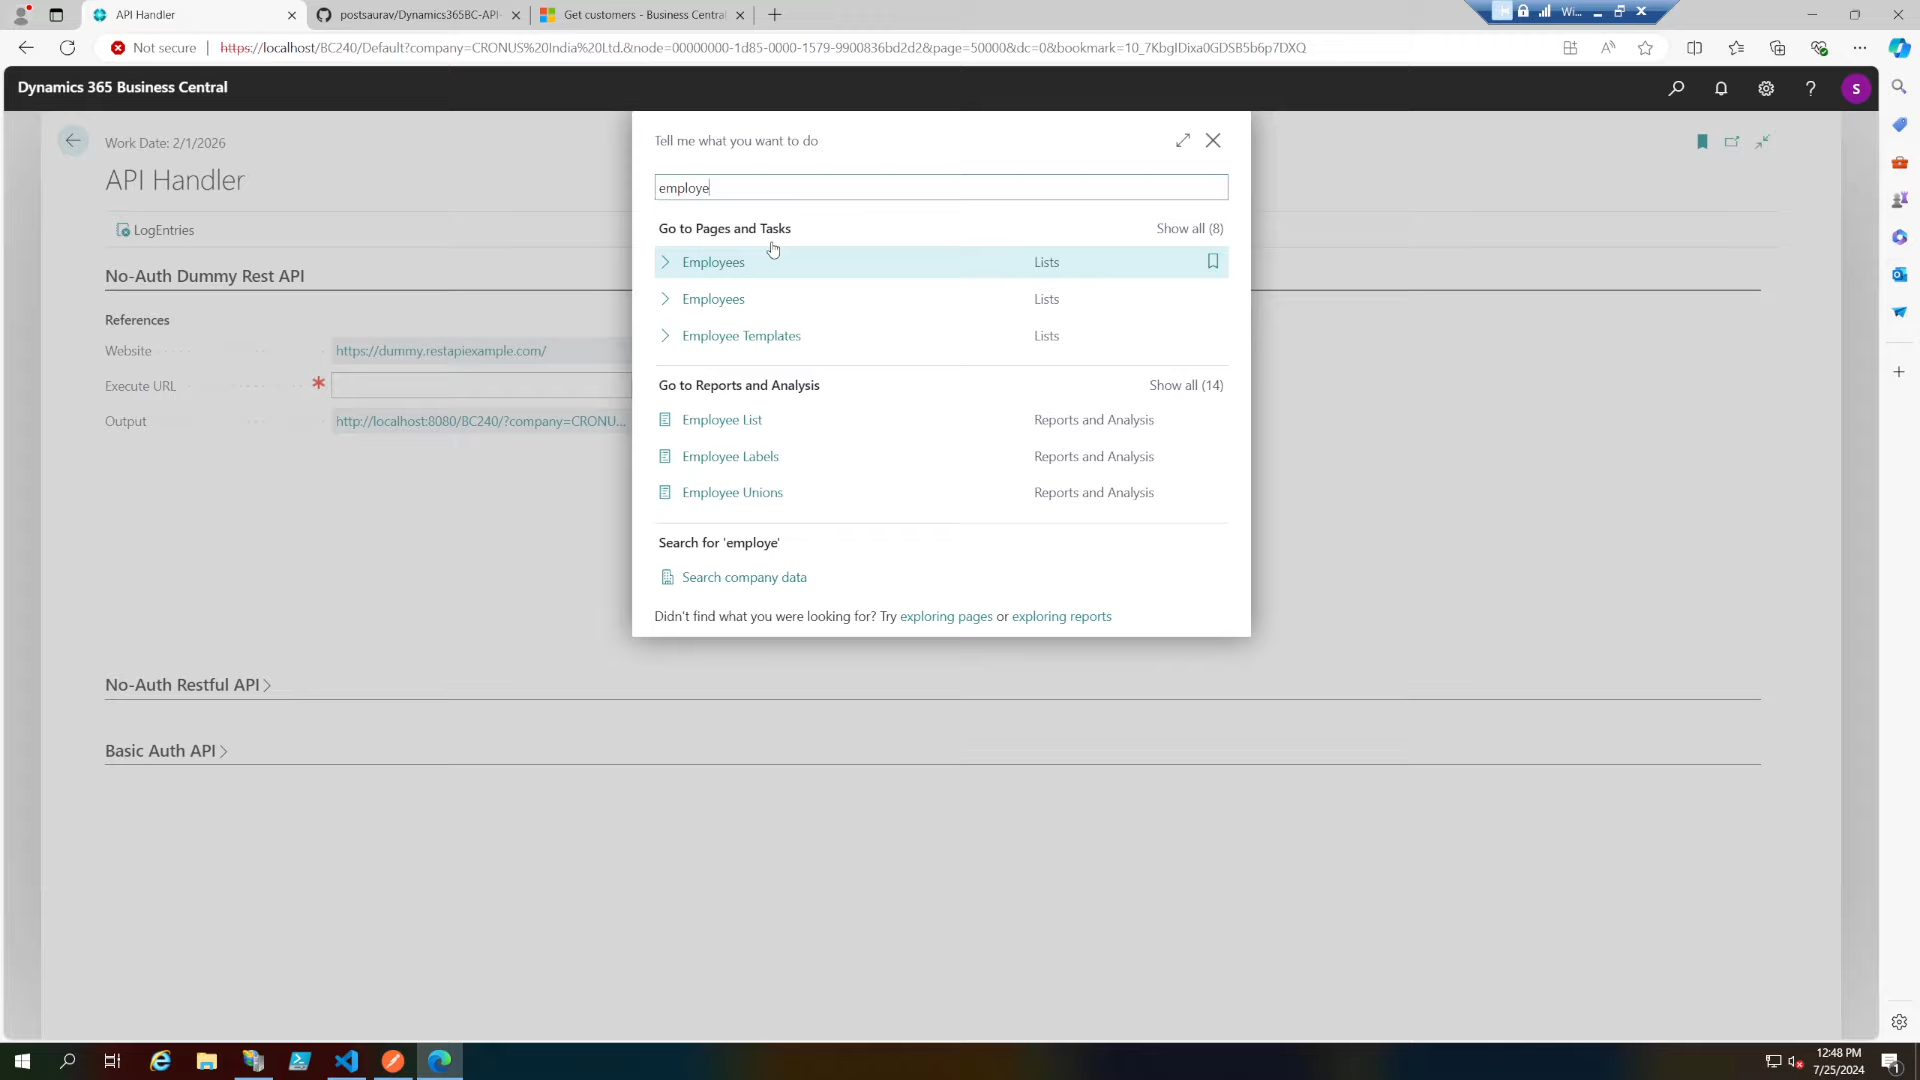 API Handler
postsaurav/Dynamics365BC-API-
Get customers - Business Central
Wi...
Not secure
https://localhost/BC240/Default?company=CRONUS%20India%20Ltd.&node=00000000-1d85-0000-1579-9900836bd2d2&page=50000&dc=0&bookmark=10_7KbgIDixa0GDSB5b6p7DXQ
Dynamics 365 Business Central
S
Work Date: 2/1/2026
API Handler
LogEntries
No-Auth Dummy Rest API
References
Website
https://dummy.restapiexample.com/
Execute URL
*
Output
http://localhost:8080/BC240/?company=CRONU...
No-Auth Restful API
Basic Auth API
Tell me what you want to do
employe
Go to Pages and Tasks
Show all (8)
Employees
Lists
Employees
Lists
Employee Templates
Lists
Go to Reports and Analysis
Show all (14)
Employee List
Reports and Analysis
Employee Labels
Reports and Analysis
Employee Unions
Reports and Analysis
Search for 'employe'
Search company data
Didn't find what you were looking for? Try exploring pages or exploring reports
12:48 PM
7/25/2024
1